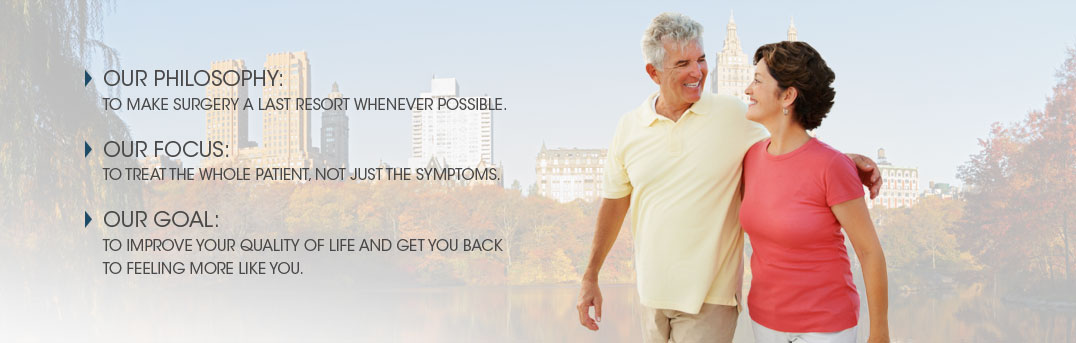 OUR PHILOSOPHY:
TO MAKE SURGERY A LAST RESORT WHENEVER POSSIBLE.
OUR FOCUS:
TO TREAT THE WHOLE PATIENT, NOT JUST THE SYMPTOMS.
OUR GOAL:
TO IMPROVE YOUR QUALITY OF LIFE AND GET YOU BACK
TO FEELING MORE LIKE YOU.